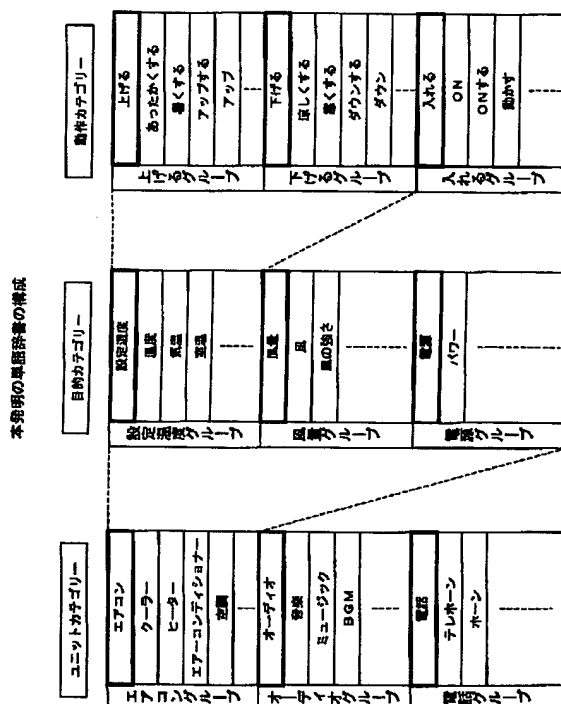 本発明の単語辞書の構成
ユニットカテゴリー
エアコングループ
エアコン
クーラー
ヒーター
エアーコンディショナー
空調
オーディオグループ
オーディオ
音楽
ミュージック
BGM
電話グループ
電話
テレホーン
ホーン
目的カテゴリー
設定温度グループ
設定温度
温度
気温
室温
風量グループ
風量
風
風の強さ
電源グループ
電源
パワー
動作カテゴリー
上げるグループ
上げる
あったかくする
暑くする
アップする
アップ
下げるグループ
下げる
涼しくする
寒くする
ダウンする
ダウン
入れるグループ
入れる
ON
ONする
動かす